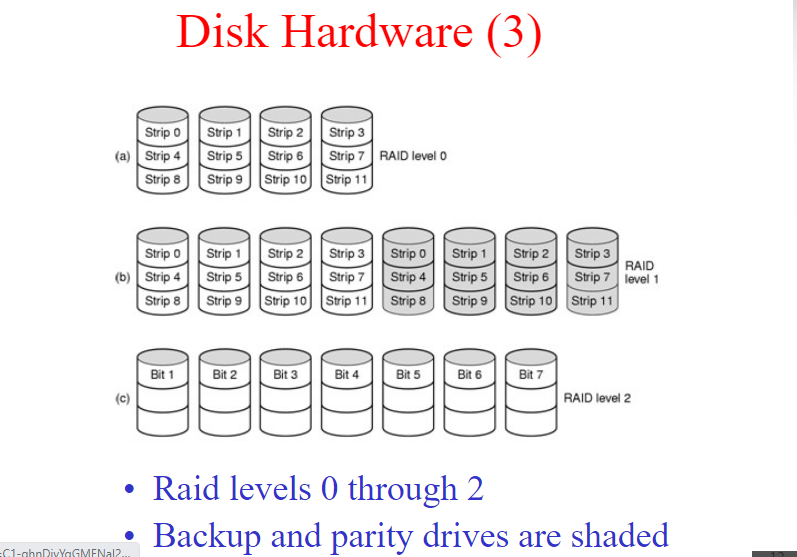 Disk Hardware (3)
Strip 0 Strip 1 Strip 2 Strip 3
(a) Strip 4 Strip 5 Strip 6 Strip 7 RAID level 0
Strip 8 Strip 9 Strip 10 Strip 11
Strip 0 Strip 1 Strip 2 Strip 3 Strip 0 Strip 1 Strip 2 Strip 3
RAID
(b) Strip 4 Strip 5 Strip 6 Strip 7 Strip 4 Strip 5 Strip 6 Strip 7 level 1
Strip 8 Strip 9 Strip 10 Strip 11 Strip 8 Strip 9 Strip 10 Strip 11
Bit 1 Bit 2 Bit 3 Bit 4 Bit 5 Bit 6 Bit 7
(c) RAID level 2
• Raid levels 0 through 2
• Backup and parity drives are shaded